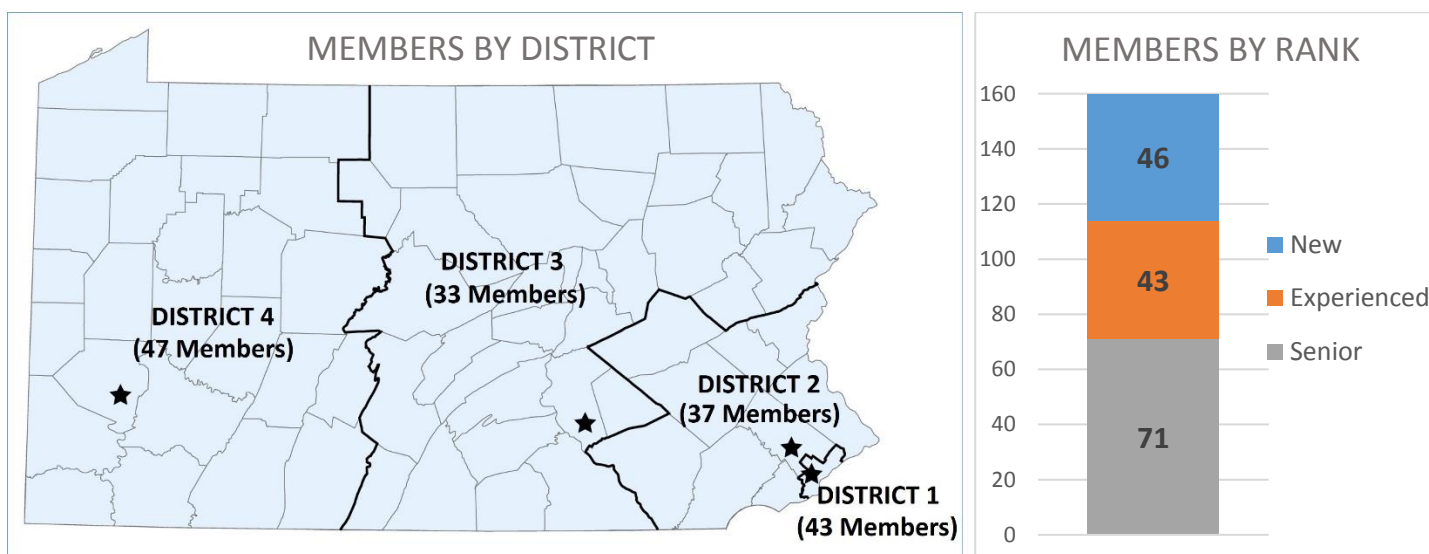 MEMBERS BY DISTRICT
DISTRICT 3
(33 Members)
DISTRICT 4
(47 Members)
DISTRICT 2
(37 Members)
DISTRICT 1
(43 Members)
MEMBERS BY RANK
160
140
120
100
80
60
40
20
0
46
43
71
New
Experienced
Senior